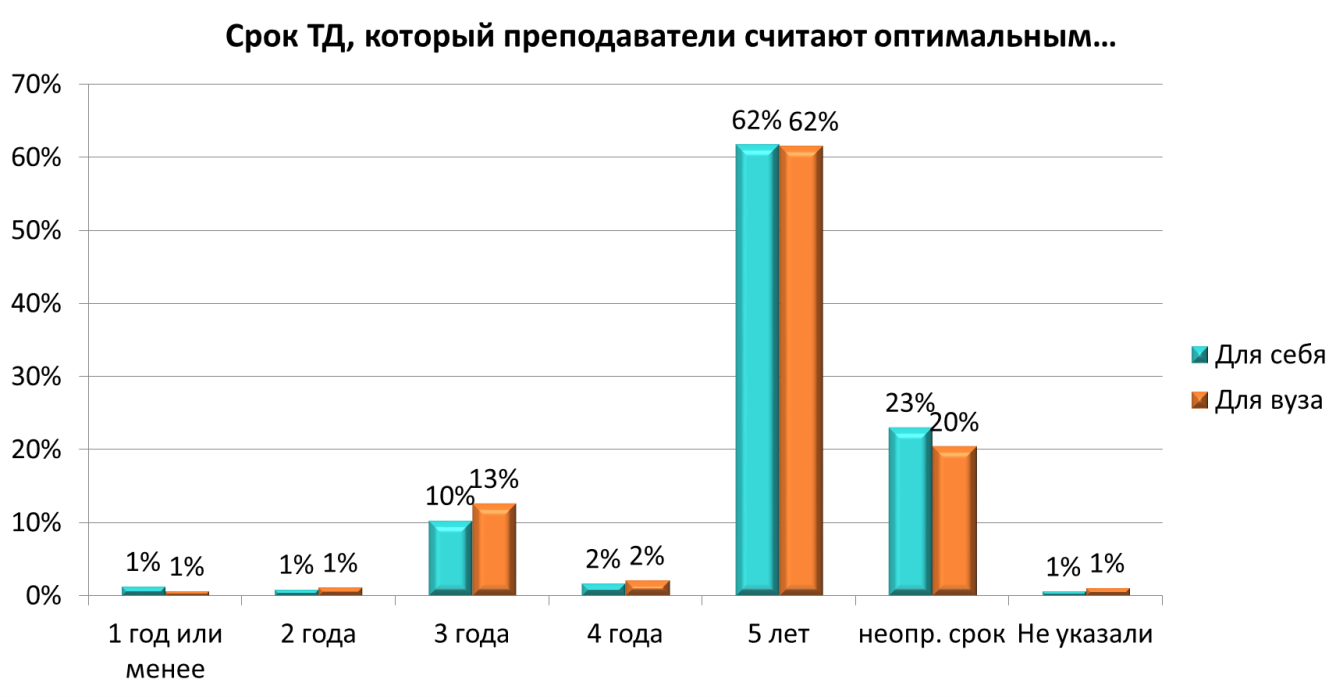 Срок ТД, который преподаватели считают оптимальным...
70%
60%
50%
40%
30%
20%
10%
0%
1% 1%
1% 1%
10% 13%
2% 2%
62% 62%
23% 20%
1% 1%
1 год или
менее
2 года
3 года
4 года
5 лет
неопр. срок
Не указали
Для себя
Для вуза